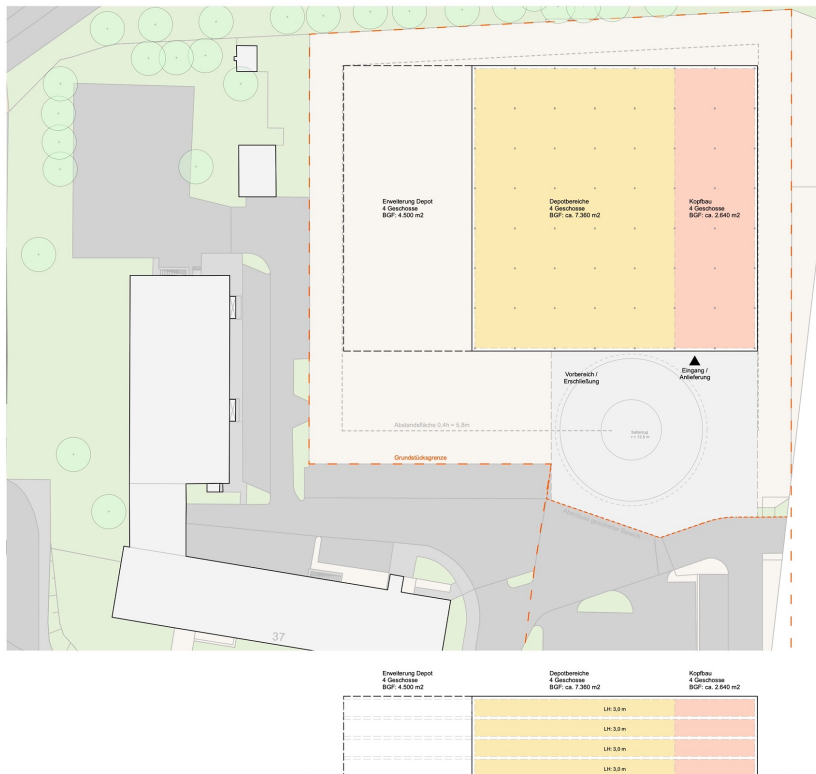 Erweiterung Depot
4 Geschosse
BGF: 4.500 m2
Depotbereiche
4 Geschosse
BGF: ca. 7.360 m2
Kopfbau
4 Geschosse
BGF: ca. 2.640 m2
Vorbereich /
Erschließung
Eingang /
Anlieferung
Abstandsfläche 0,4h = 5,8m
Sattelzug
Grundstücksgrenze
37
Erweiterung Depot
4 Geschosse
BGF: 4.500 m2
Depotbereiche
4 Geschosse
BGF: ca. 7.360 m2
Kopfbau
4 Geschosse
BGF: ca. 2.640 m2
LH: 3,0 m
LH: 3,0 m
LH: 3,0 m
LH: 3,0 m